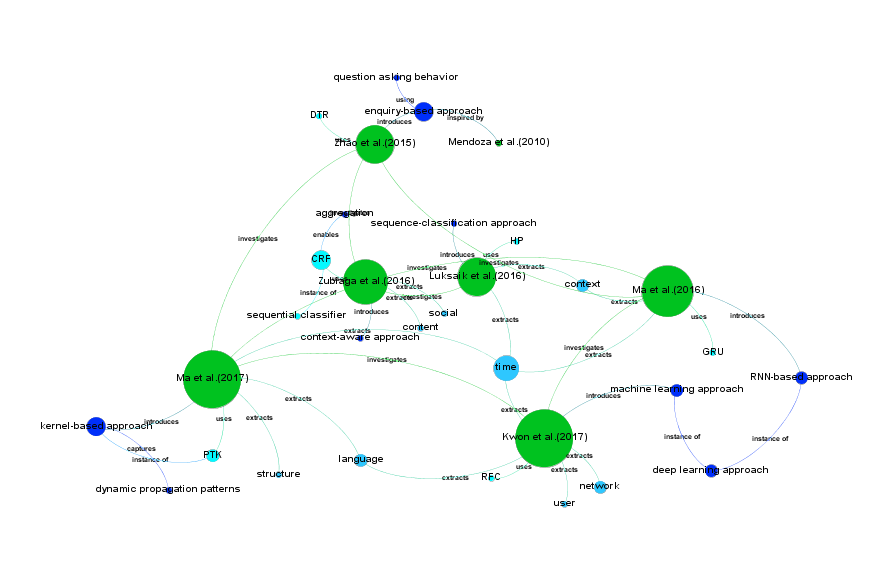 question asking behavior
using
DTR
enquiry-based approach
introduces
inspired by
uses
Zhao et al.(2015)
Mendoza et al.(2010)
aggregation
sequence-classification approach
enables
investigates
HP
introduces
uses
CRF
investigates
extracts
investigates
Zubiaga et al.(2016)
Luksaik et al.(2016)
context
Ma et al.(2016)
extracts
instance of
investigates
extracts
extracts
sequential classifier
introduces
social
uses
introduces
content
extracts
context-aware approach
extracts
investigates
extracts
GRU
investigates
time
RNN-based approach
Ma et al.(2017)
machine learning approach
introduces
extracts
extracts
uses
extracts
introduces
kernel-based approach
Kwon et al.(2017)
instance of
instance of
captures
PTK
instance of
language
extracts
uses
extracts
deep learning approach
structure
extracts
RFC
network
dynamic propagation patterns
user